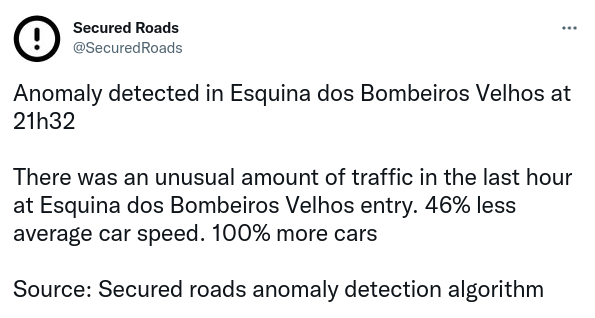 Secured Roads
@SecuredRoads
Anomaly detected in Esquina dos Bombeiros Velhos at
21h32
There was an unusual amount of traffic in the last hour
at Esquina dos Bombeiros Velhos entry. 46% less
average car speed. 100% more cars
Source: Secured roads anomaly detection algorithm